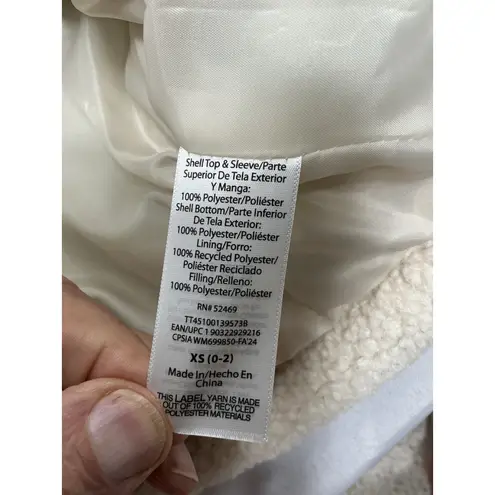 Shell Top & Sleeve/Parte
Superior De Tela Exterior
Y Manga:
100% Polyester/Poliéster
Shell Bottom/Parte Inferior
De Tela Exterior:
100% Polyester/Poliéster
Lining/Forro:
100% Recycled Polyester/
Poliéster Reciclado
Filling/Relleno:
100% Polyester/Poliéster
RN# 52469
TT45100139573B
EAN/UPC 1 90322929216
CPSIA WM699850-FA'24
XS (0-2)
Made In/Hecho En
China
THIS LABEL YARN IS MADE
OUT OF 100% RECYCLED
POLYESTER MATERIALS